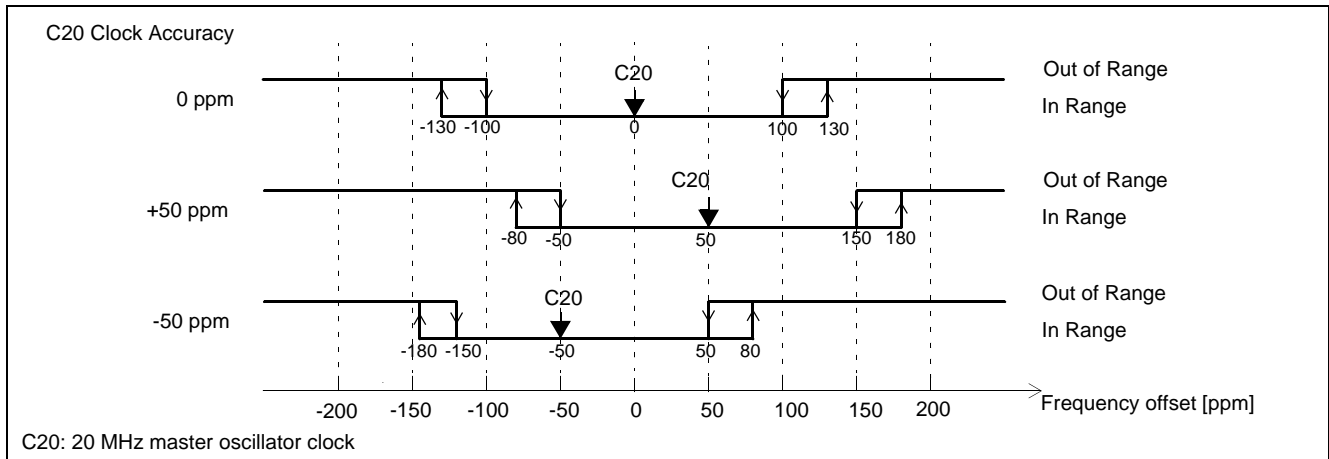 C20 Clock Accuracy
C20
Out of Range
0 ppm
In Range
-130 -100 0 100 130
C20
Out of Range
+50 ppm
In Range
-80 -50 50 150 180
C20
Out of Range
-50 ppm
In Range
-180 -150 -50 50 80
-200 -150 -100 -50 0 50 100 150 200
Frequency offset [ppm]
C20: 20 MHz master oscillator clock